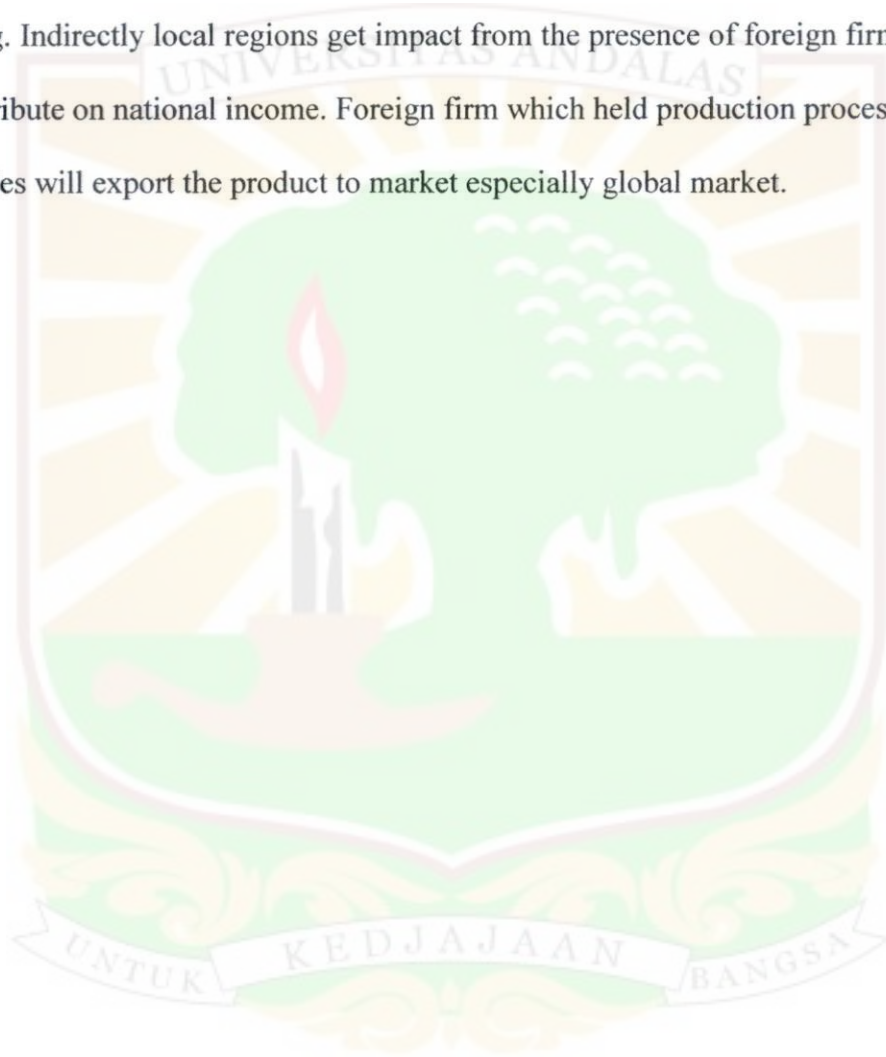 g. Indirectly local regions get impact from the presence of foreign firm
ribute on national income. Foreign firm which held production proces
es will export the product to market especially global market.
UNIVERSITAS ANDALAS
UNTUK KEDJAJAAN BANGSA